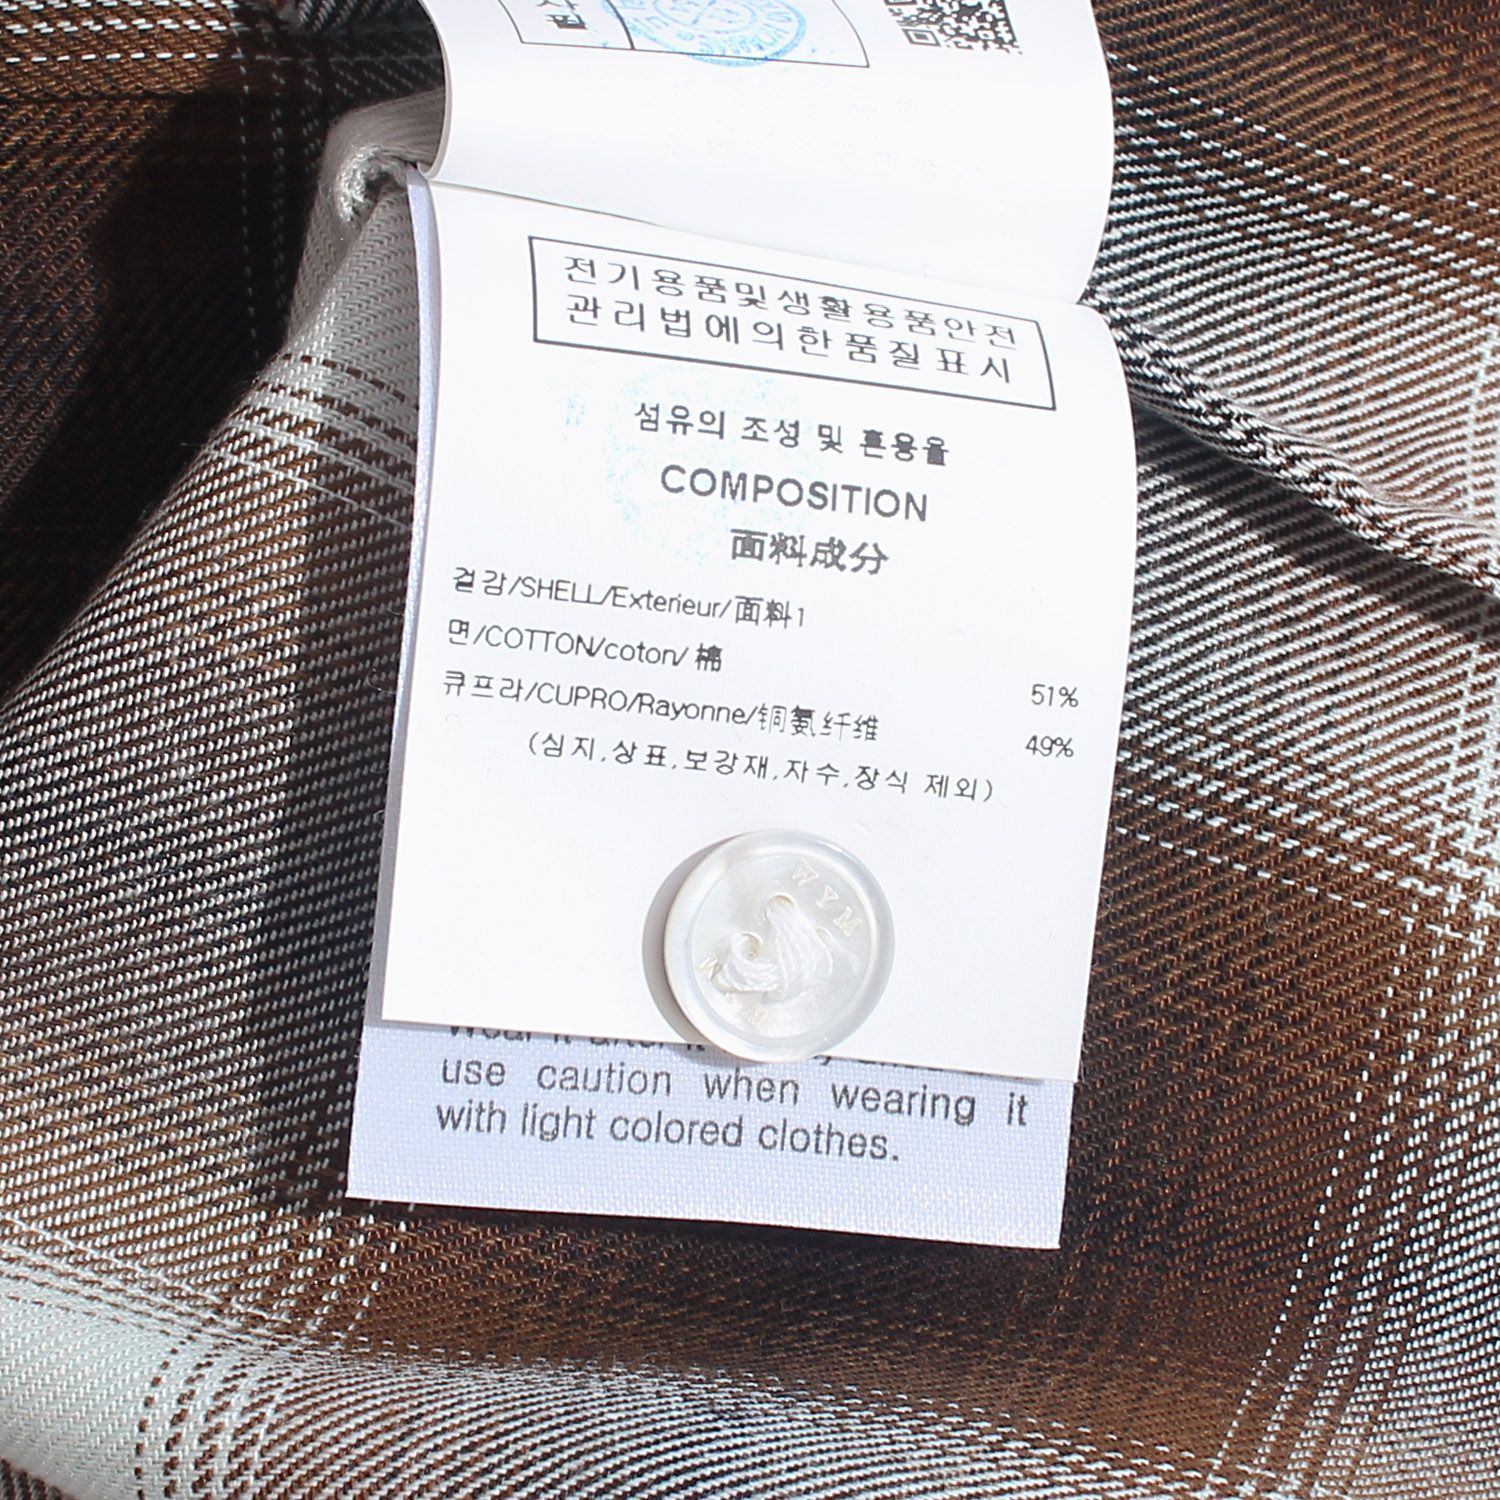 사
필
전기용품및생활용품안전
관리법에의한품질표시
섬유의 조성 및 혼용율
COMPOSITION
面料成分
겉감/SHELL/Exterieur/面料1
면/COTTON/coton/ 棉 51%
큐프라/CUPRO/Rayonne/铜氨纤维 49%
(심지,상표,보강재,자수,장식 제외)
WYM
use caution when wearing it
with light colored clothes.